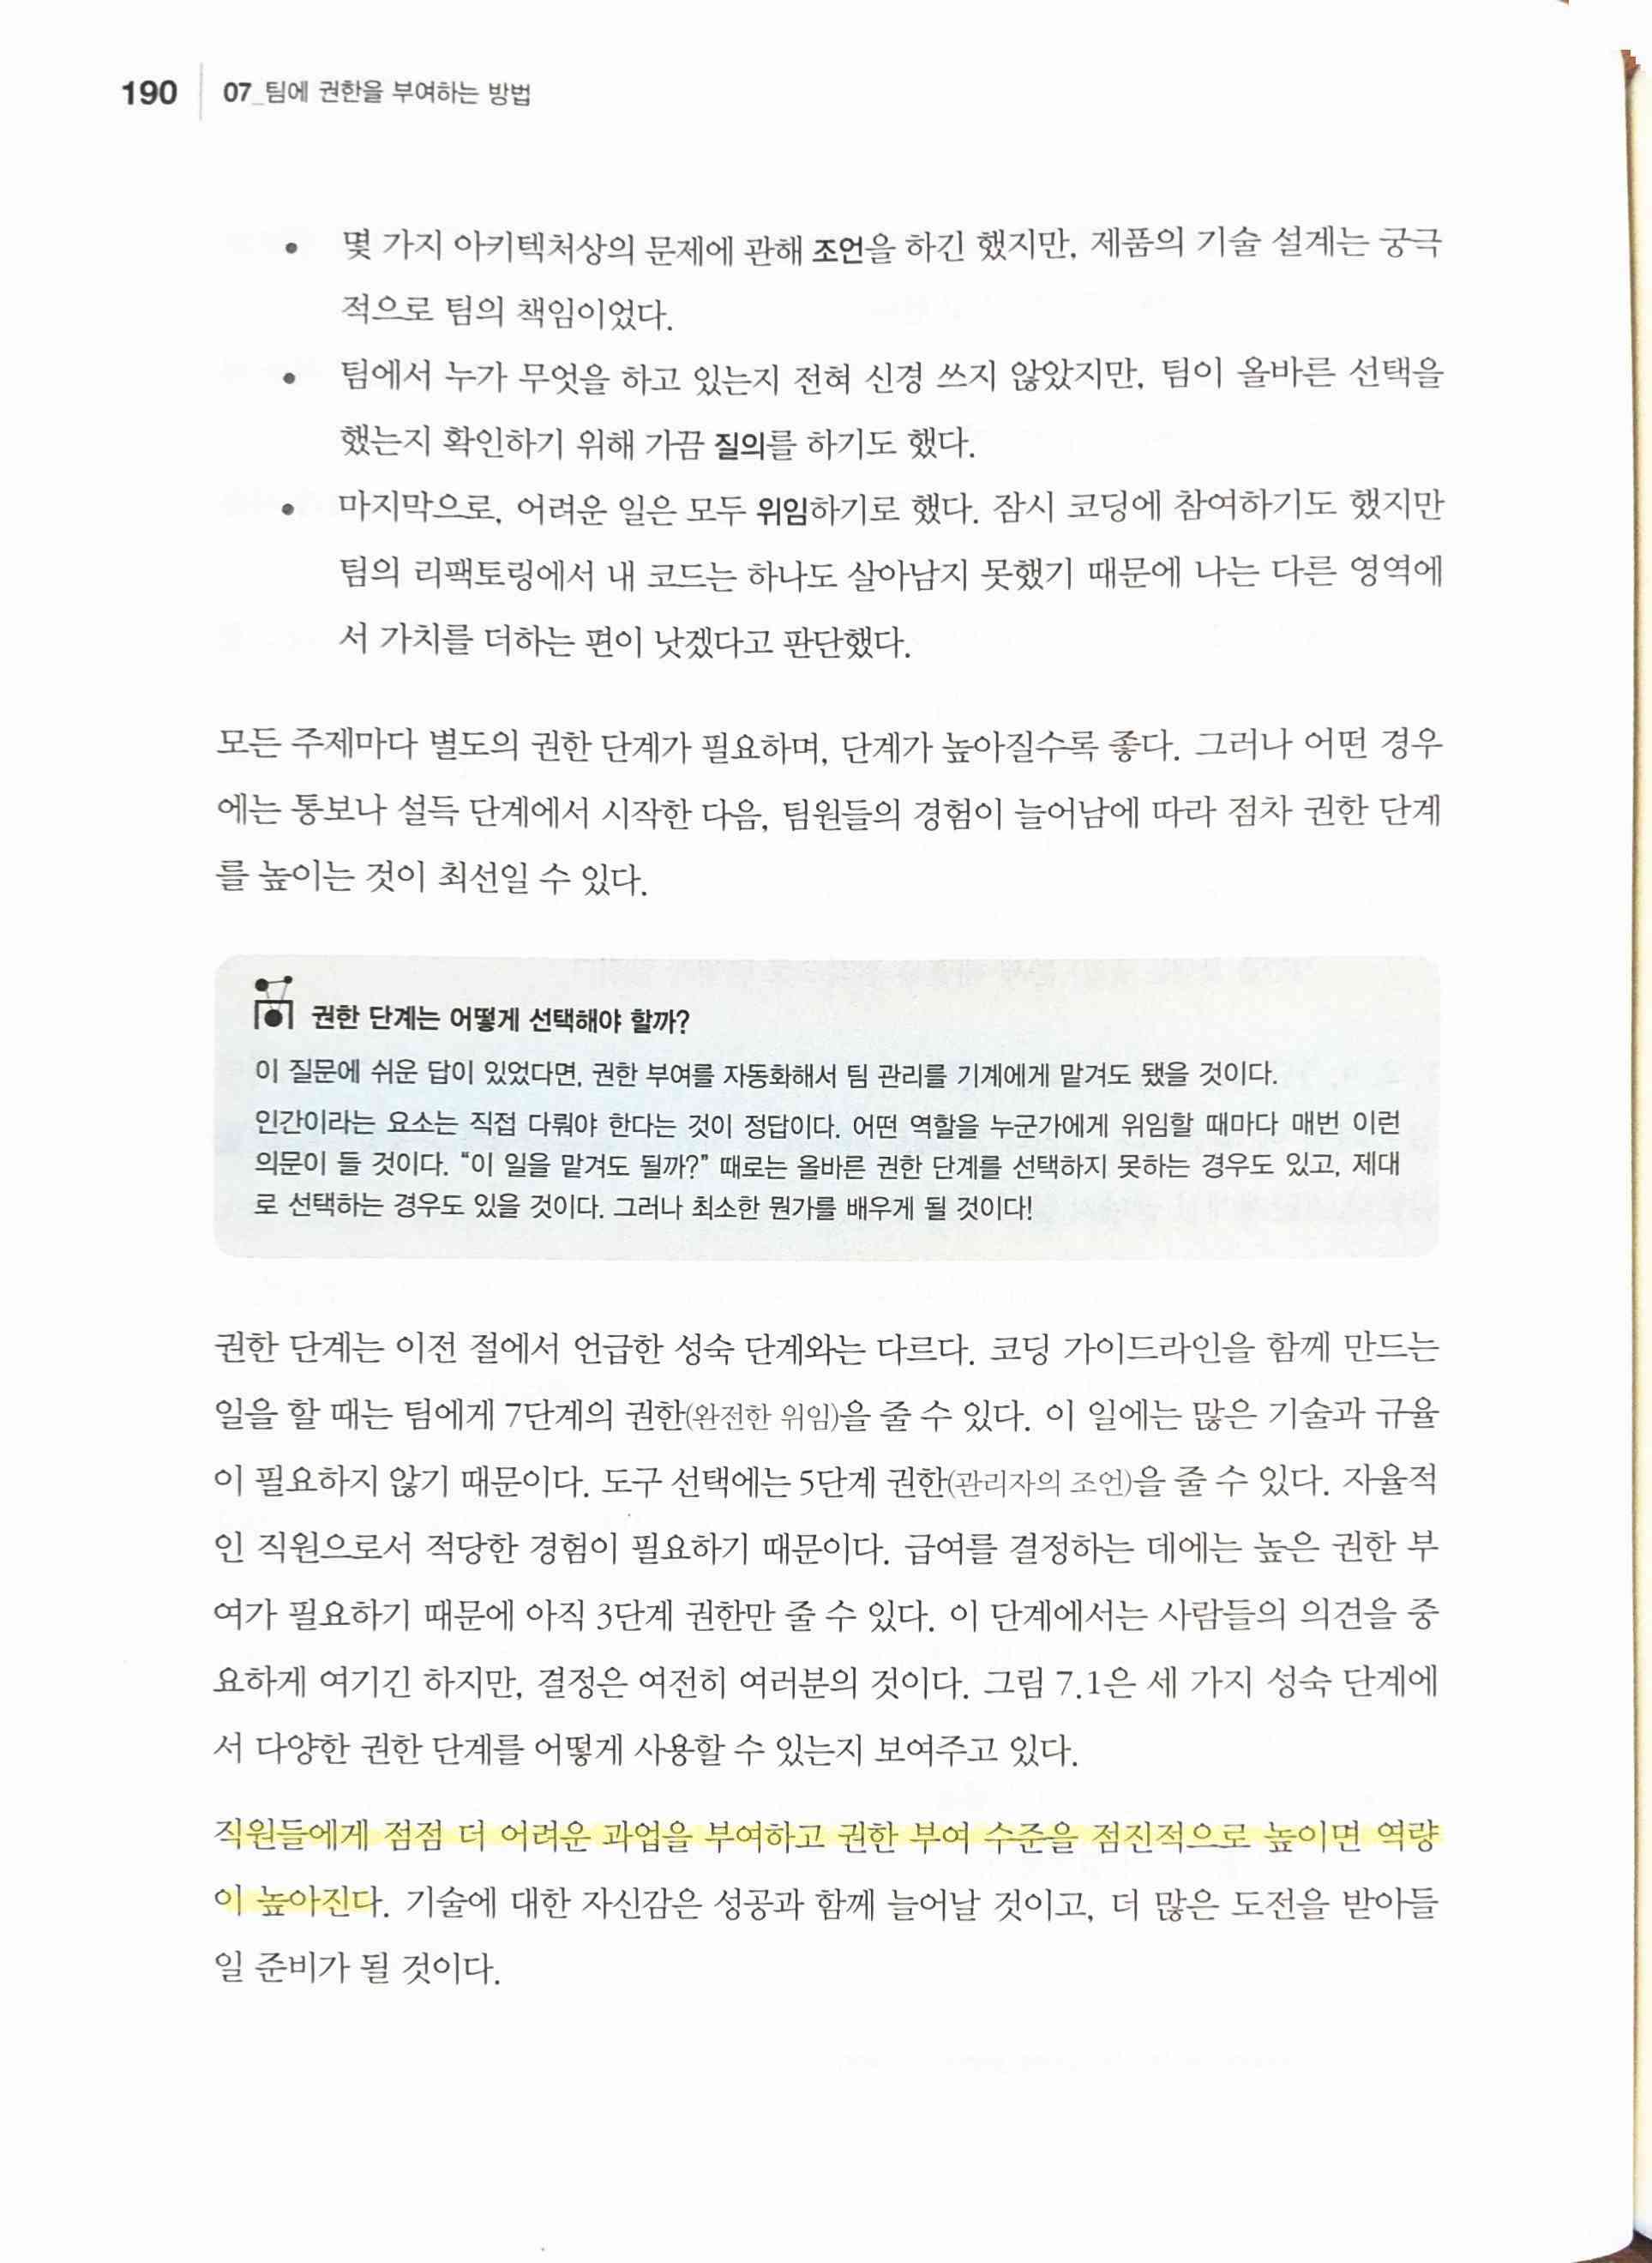 190
07_팀에 권한을 부여하는 방법
• 몇 가지 아키텍처상의 문제에 관해 조언을 하긴 했지만, 제품의 기술 설계는 궁극
적으로 팀의 책임이었다.
• 팀에서 누가 무엇을 하고 있는지 전혀 신경 쓰지 않았지만, 팀이 올바른 선택을
했는지 확인하기 위해 가끔 질의를 하기도 했다.
• 마지막으로, 어려운 일은 모두 위임하기로 했다. 잠시 코딩에 참여하기도 했지만
팀의 리팩토링에서 내 코드는 하나도 살아남지 못했기 때문에 나는 다른 영역에
서 가치를 더하는 편이 낫겠다고 판단했다.
모든 주제마다 별도의 권한 단계가 필요하며, 단계가 높아질수록 좋다. 그러나 어떤 경우
에는 통보나 설득 단계에서 시작한 다음, 팀원들의 경험이 늘어남에 따라 점차 권한 단계
를 높이는 것이 최선일 수 있다.
권한 단계는 어떻게 선택해야 할까?
이 질문에 쉬운 답이 있었다면, 권한 부여를 자동화해서 팀 관리를 기계에게 맡겨도 됐을 것이다.
인간이라는 요소는 직접 다뤄야 한다는 것이 정답이다. 어떤 역할을 누군가에게 위임할 때마다 매번 이런
의문이 들 것이다. “이 일을 맡겨도 될까?” 때로는 올바른 권한 단계를 선택하지 못하는 경우도 있고, 제대
로 선택하는 경우도 있을 것이다. 그러나 최소한 뭔가를 배우게 될 것이다!
권한 단계는 이전 절에서 언급한 성숙 단계와는 다르다. 코딩 가이드라인을 함께 만드는
일을 할 때는 팀에게 7단계의 권한(완전한 위임)을 줄 수 있다. 이 일에는 많은 기술과 규율
이 필요하지 않기 때문이다. 도구 선택에는 5단계 권한(관리자의 조언)을 줄 수 있다. 자율적
인 직원으로서 적당한 경험이 필요하기 때문이다. 급여를 결정하는 데에는 높은 권한 부
여가 필요하기 때문에 아직 3단계 권한만 줄 수 있다. 이 단계에서는 사람들의 의견을 중
요하게 여기긴 하지만, 결정은 여전히 여러분의 것이다. 그림 7.1은 세 가지 성숙 단계에
서 다양한 권한 단계를 어떻게 사용할 수 있는지 보여주고 있다.
직원들에게 점점 더 어려운 과업을 부여하고 권한 부여 수준을 점진적으로 높이면 역량
이 높아진다. 기술에 대한 자신감은 성공과 함께 늘어날 것이고, 더 많은 도전을 받아들
일 준비가 될 것이다.